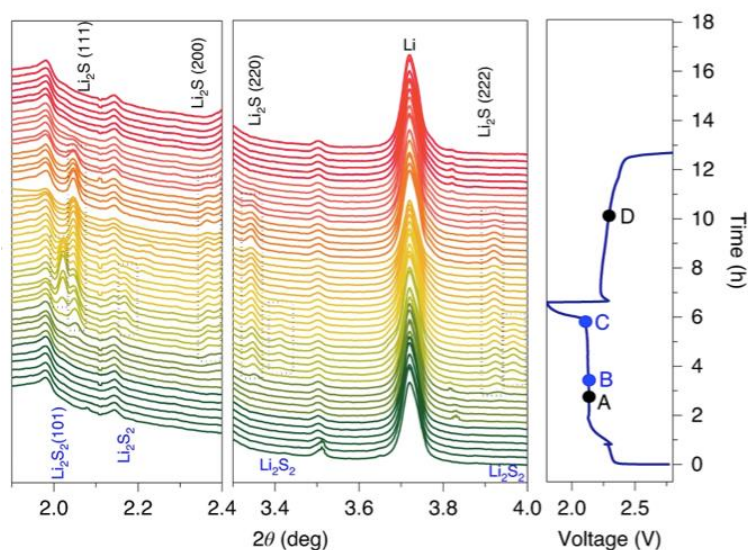 Li₂S (111)
Li₂S (200)
Li₂S (220)
Li
Li₂S (222)
Li₂S₂(101)
Li₂S₂
Li₂S₂
Li₂S₂
2.0
2.2
2.4
3.4
3.6
3.8
4.0
2θ (deg)
D
C
B
A
18
16
14
12
10
8
6
4
2
0
Time (h)
2.0
2.5
Voltage (V)